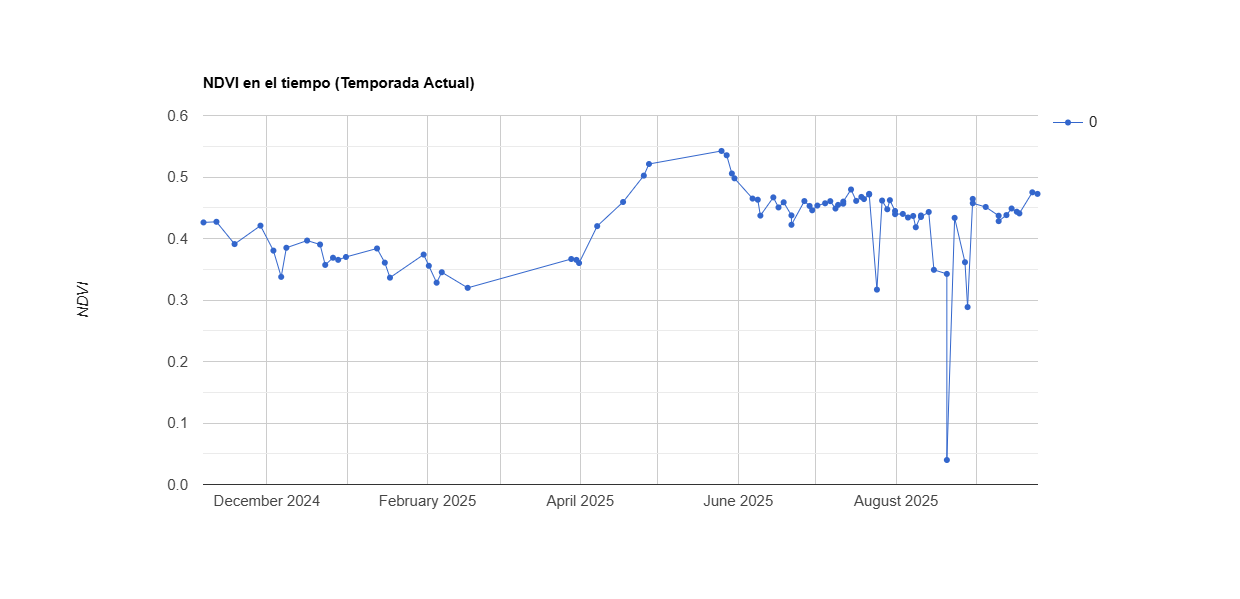 NDVI en el tiempo (Temporada Actual)
0.6
0.5
0.4
0.3
0.2
0.1
0.0
NDVI
0
December 2024
February 2025
April 2025
June 2025
August 2025